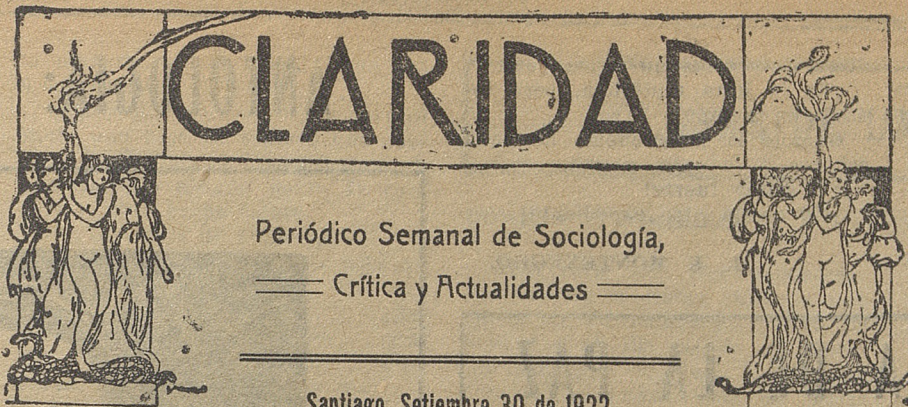 CLARIDAD
Periódico Semanal de Sociología,
Crítica y Actualidades
Santiago, Setiembre 30 de 1922